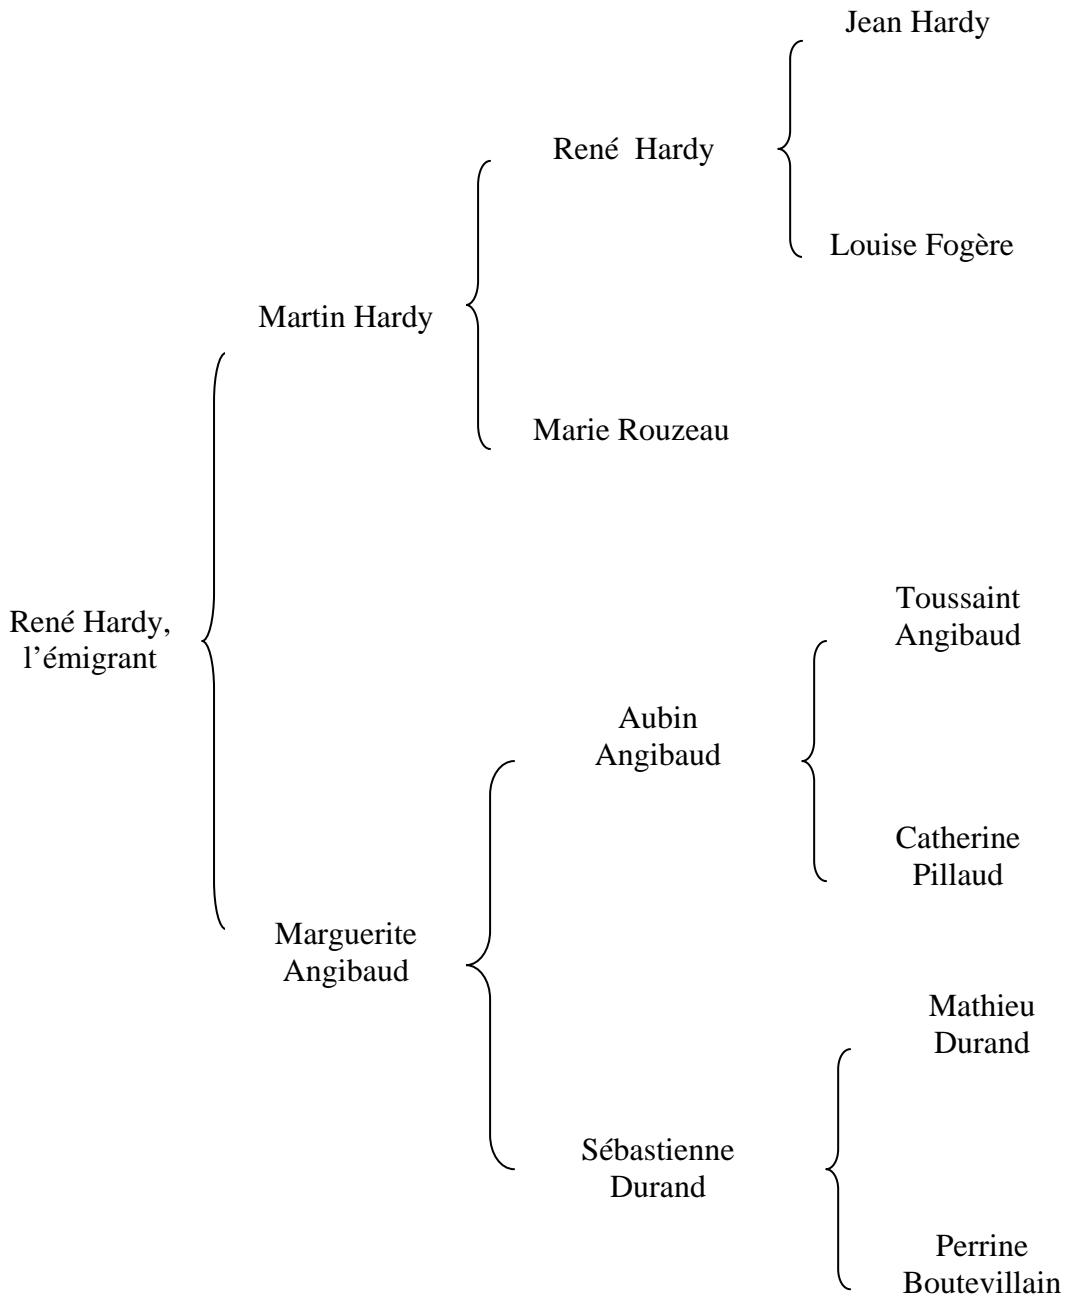 Jean Hardy
René  Hardy
Louise Fogère
Martin Hardy
Marie Rouzeau
René Hardy,
l’émigrant
Toussaint
Angibaud
Aubin
Angibaud
Catherine
Pillaud
Marguerite
Angibaud
Mathieu
Durand
Sébastienne
Durand
Perrine
Boutevillain